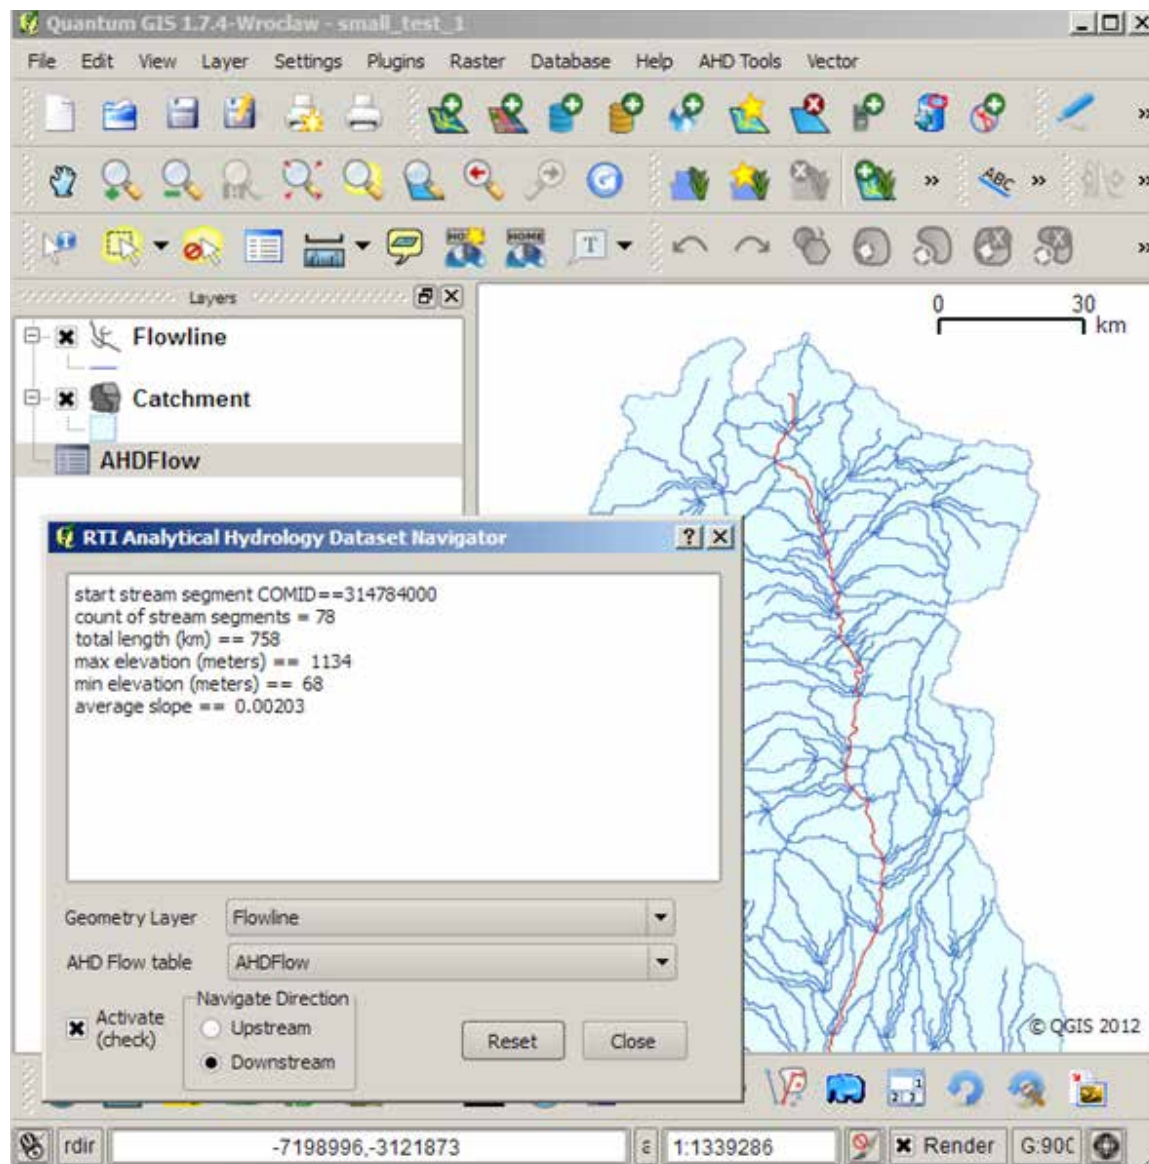 Quantum GIS 1.7.4-Wroclaw - small_test_1
File Edit View Layer Settings Plugins Raster Database Help AHD Tools Vector
ABC
T
HOME
Layers
0 30
km
Flowline
Catchment
AHDFlow
RTI Analytical Hydrology Dataset Navigator
start stream segment COMID==314784000
count of stream segments = 78
total length (km) == 758
max elevation (meters) == 1134
min elevation (meters) == 68
average slope == 0.00203
Geometry Layer Flowline
AHD Flow table AHDFlow
Activate
(check)
Navigate Direction
Upstream
Downstream
Reset Close
© QGIS 2012
rdir -7198996,-3121873 1:1339286 Render G:900